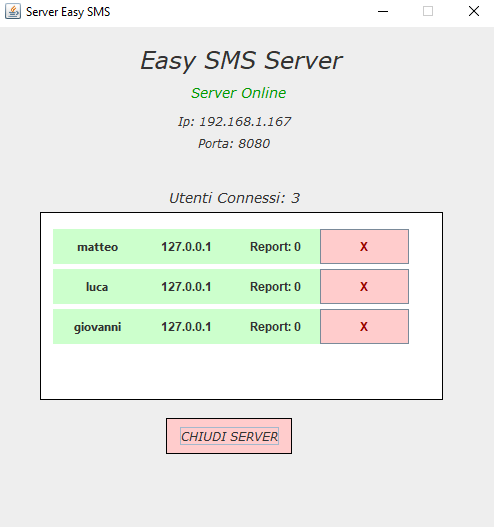 Server Easy SMS
Easy SMS Server
Server Online
Ip: 192.168.1.167
Porta: 8080
Utenti Connessi: 3
matteo 127.0.0.1 Report: 0 X
luca 127.0.0.1 Report: 0 X
giovanni 127.0.0.1 Report: 0 X
CHIUDI SERVER